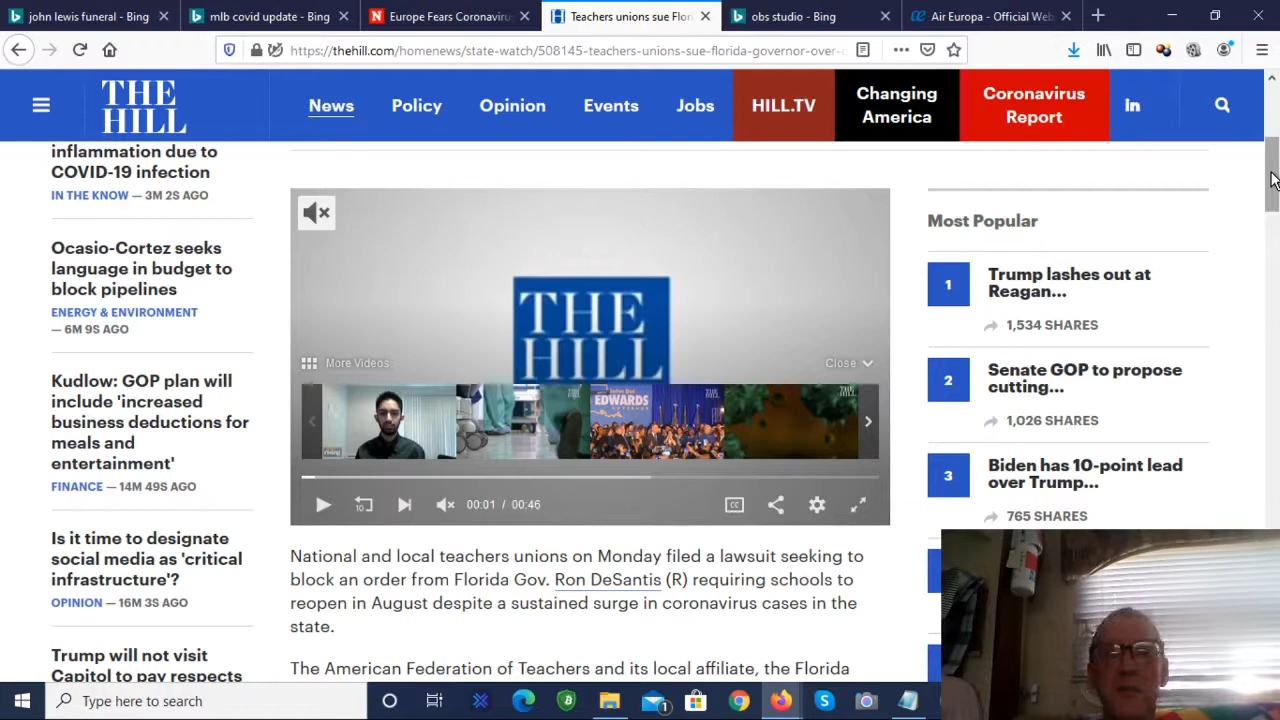 john lewis funeral - Bing
mlb covid update - Bing
Europe Fears Coronavirus
Teachers unions sue Flori
obs studio - Bing
Air Europa - Official Web
https://thehill.com/homenews/state-watch/508145-teachers-unions-sue-florida-governor-over-
THE
HILL
News
Policy
Opinion
Events
Jobs
HILL.TV
Changing
America
Coronavirus
Report
in
inflammation due to
COVID-19 infection
IN THE KNOW — 3M 2S AGO
Ocasio-Cortez seeks
language in budget to
block pipelines
ENERGY & ENVIRONMENT
— 6M 9S AGO
Kudlow: GOP plan will
include 'increased
business deductions for
meals and
entertainment'
FINANCE — 14M 49S AGO
Is it time to designate
social media as 'critical
infrastructure'?
OPINION — 16M 3S AGO
Trump will not visit
Capitol to pay respects
THE
HILL
More Videos
Close
rising
EDWARDS
GOVERNOR
THE HILL
10
00:01 / 00:46
CC
National and local teachers unions on Monday filed a lawsuit seeking to
block an order from Florida Gov. Ron DeSantis (R) requiring schools to
reopen in August despite a sustained surge in coronavirus cases in the
state.
The American Federation of Teachers and its local affiliate, the Florida
Most Popular
1
Trump lashes out at
Reagan...
1,534 SHARES
2
Senate GOP to propose
cutting...
1,026 SHARES
3
Biden has 10-point lead
over Trump...
765 SHARES
Type here to search
1